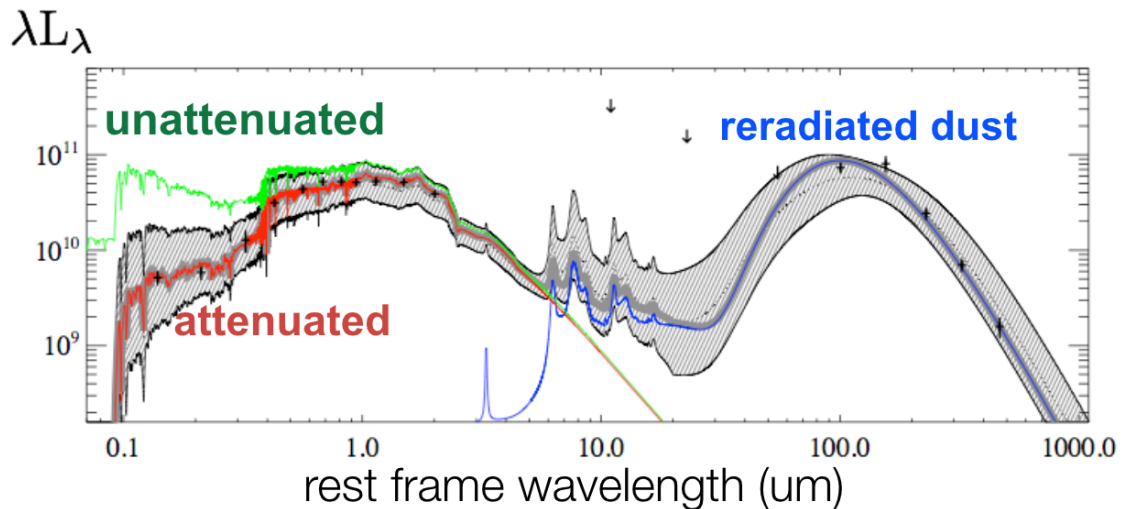 λLλ
unattenuated
reradiated dust
10¹¹
10¹⁰
attenuated
10⁹
0.1 1.0 10.0 100.0 1000.0
rest frame wavelength (um)